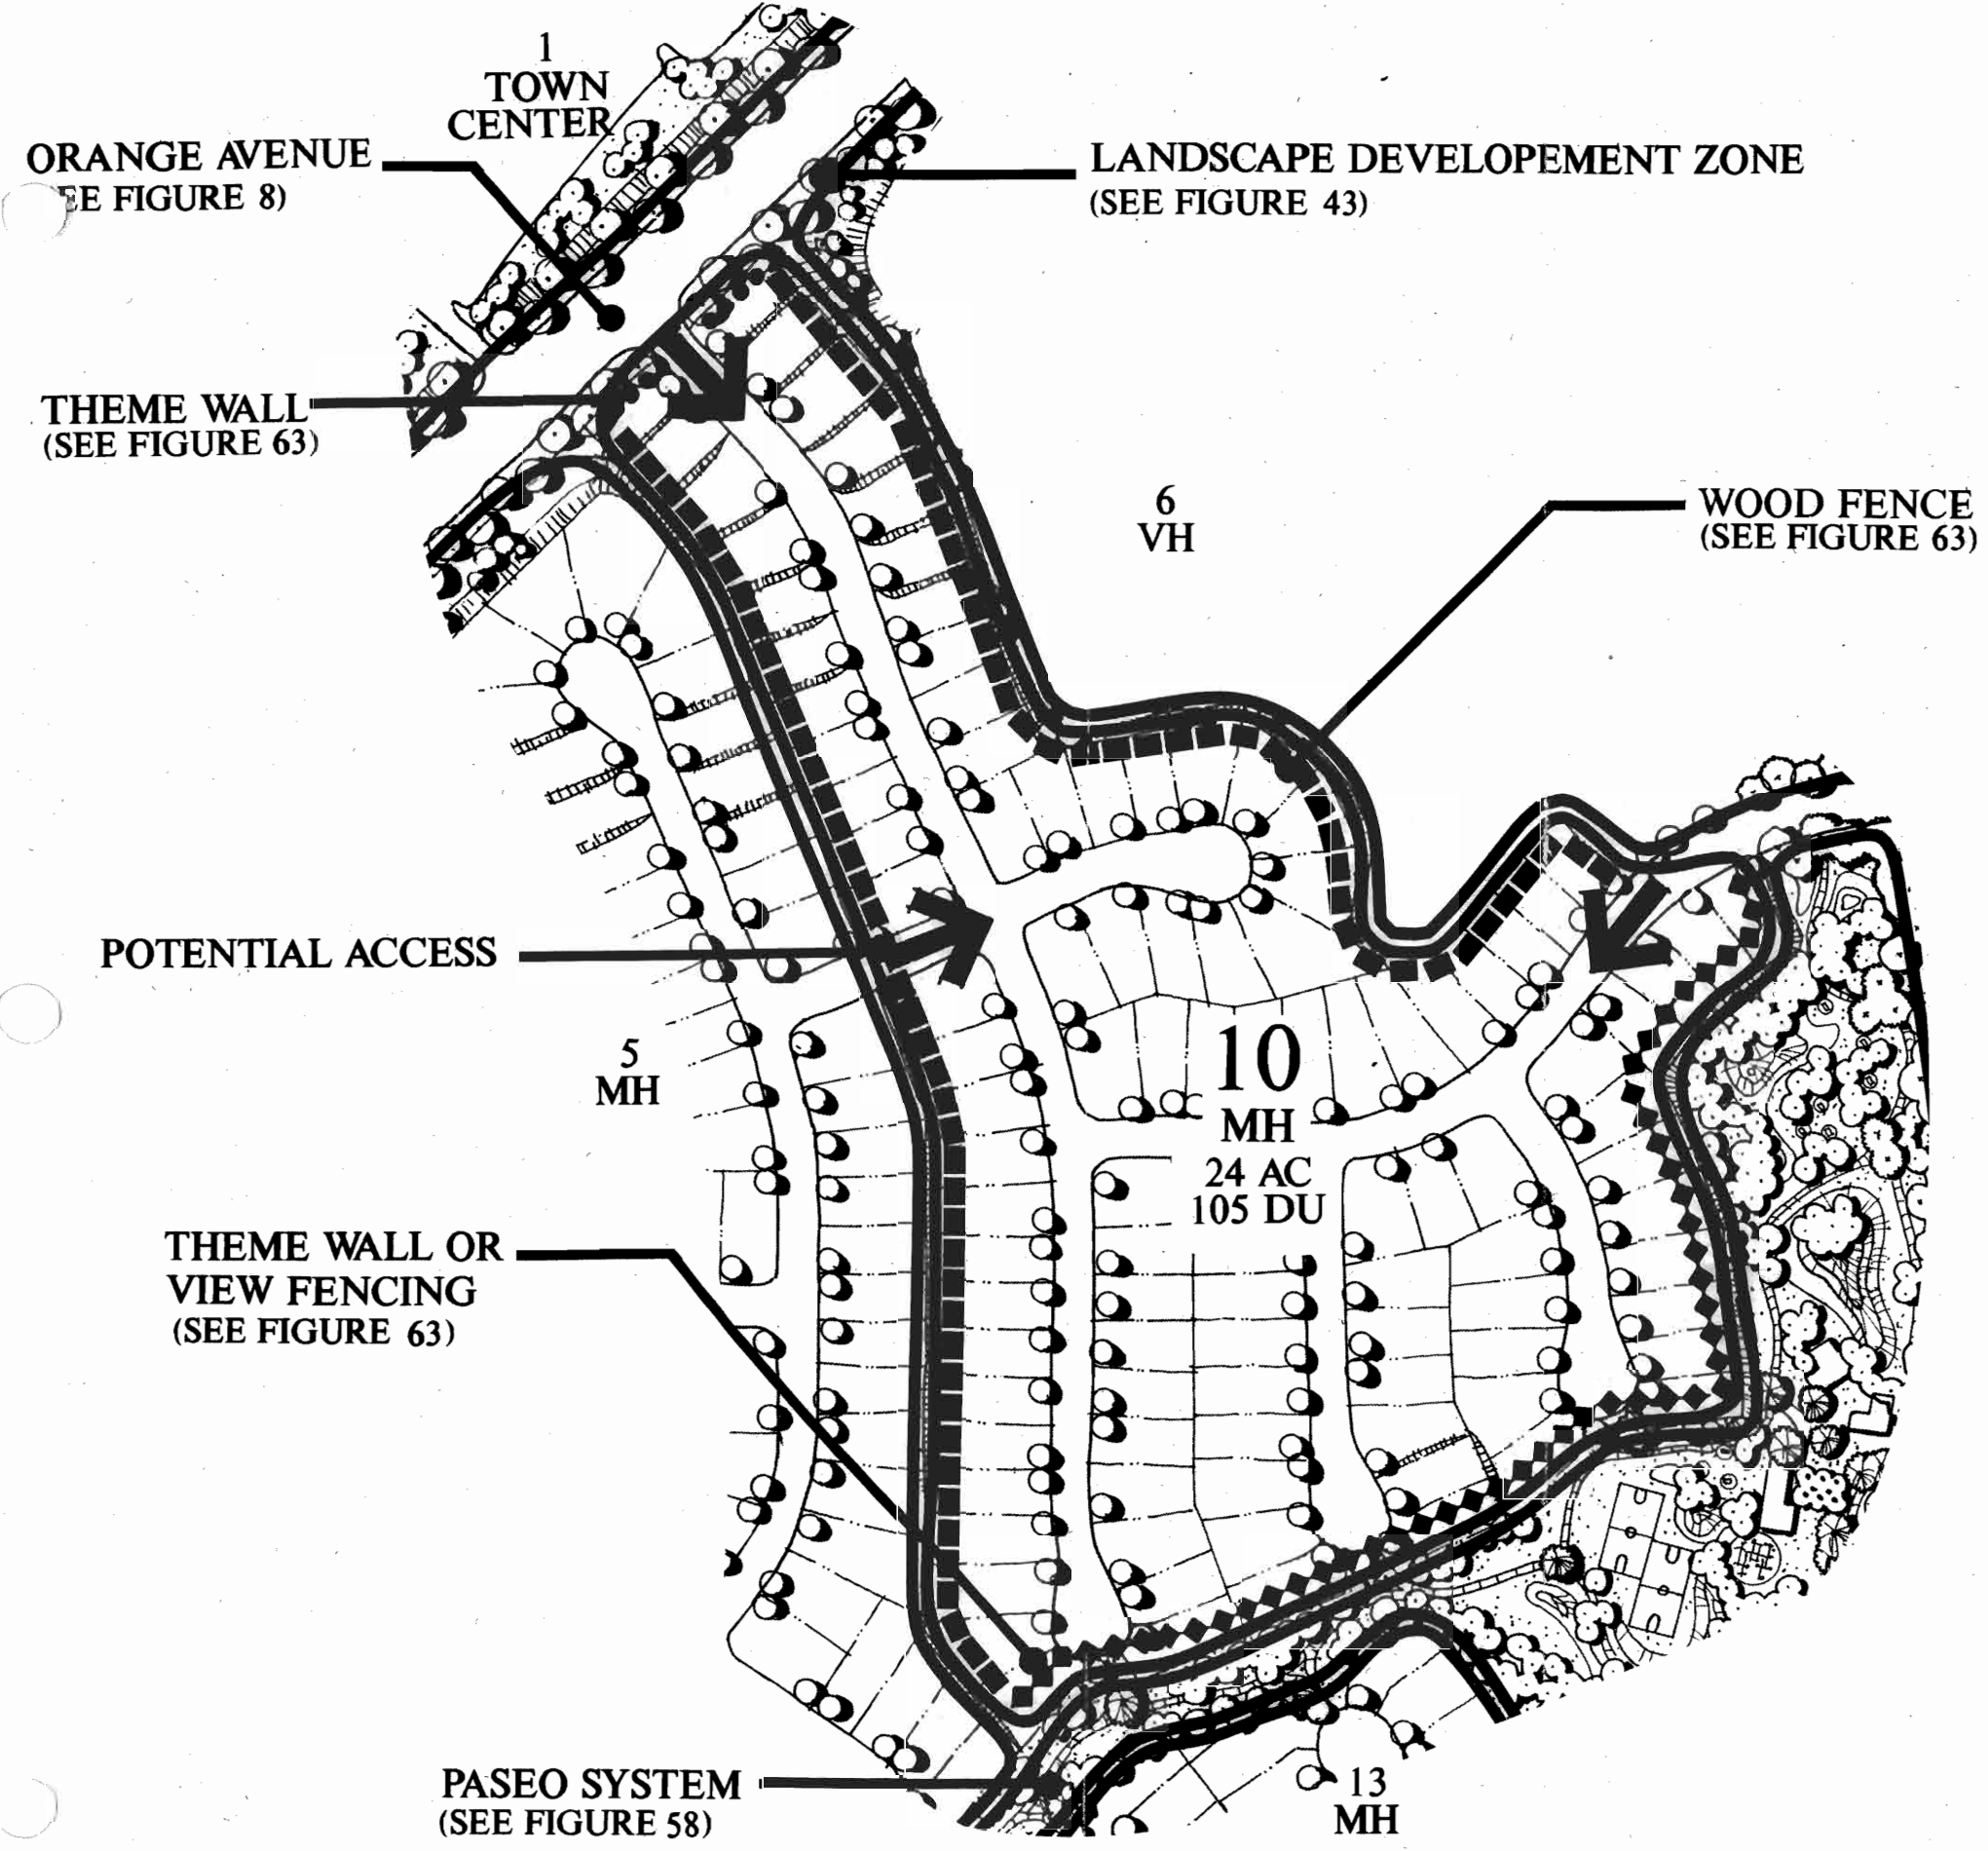 1
TOWN
CENTER
ORANGE AVENUE
EE FIGURE 8)
LANDSCAPE DEVELOPEMENT ZONE
(SEE FIGURE 43)
THEME WALL
(SEE FIGURE 63)
6
VH
WOOD FENCE
(SEE FIGURE 63)
POTENTIAL ACCESS
5
MH
10
MH
24 AC
105 DU
THEME WALL OR
VIEW FENCING
(SEE FIGURE 63)
PASEO SYSTEM
(SEE FIGURE 58)
13
MH